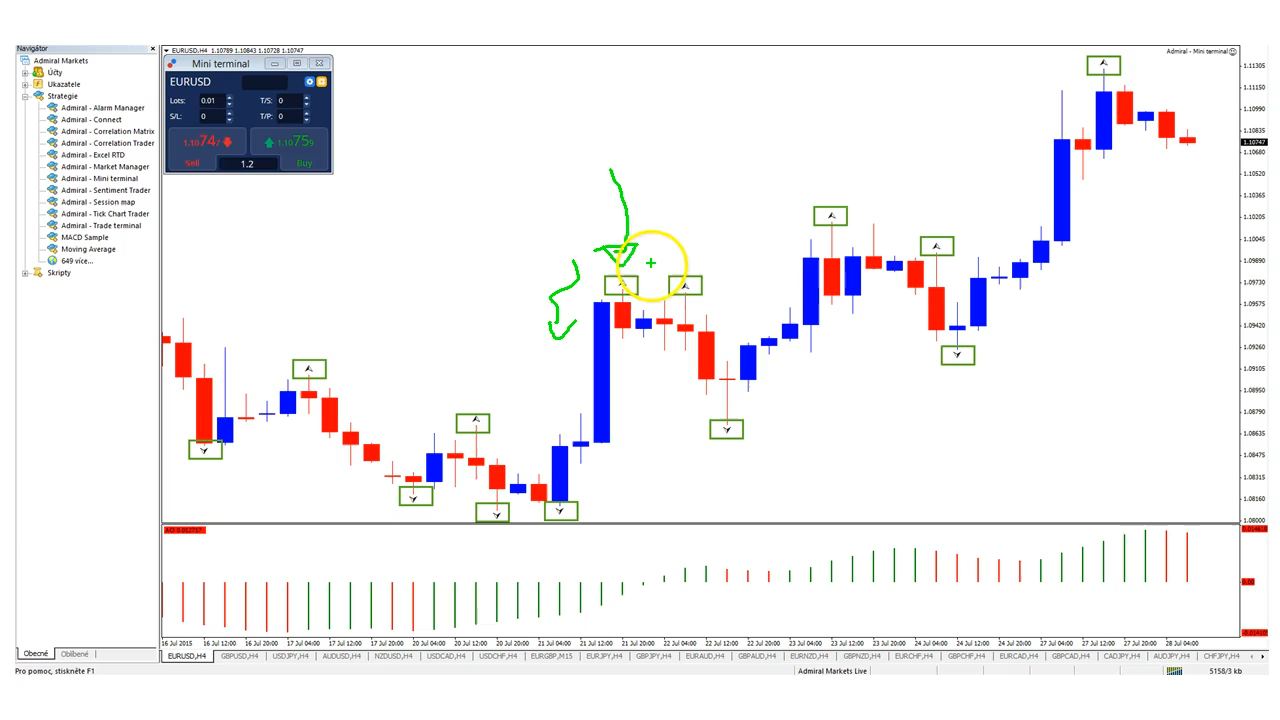 Navigátor
Admiral Markets
Účty
Ukazatele
Strategie
Admiral - Alarm Manager
Admiral - Connect
Admiral - Correlation Matrix
Admiral - Correlation Trader
Admiral - Excel RTD
Admiral - Market Manager
Admiral - Mini terminal
Admiral - Sentiment Trader
Admiral - Session map
Admiral - Tick Chart Trader
Admiral - Trade terminal
MACD Sample
Moving Average
649 více...
Skripty
Obecné
Oblíbené
EURUSD,H4 1.10789 1.10843 1.10728 1.10747
Admiral - Mini terminal
Mini terminal
EURUSD
Lots: 0.01 T/S: 0
S/L: 0 T/P: 0
1.10747 1.10759
Sell 1.2 Buy
1.11305
1.11150
1.10990
1.10835
1.10747
1.10680
1.10520
1.10365
1.10205
1.10045
1.09890
1.09730
1.09575
1.09420
1.09260
1.09105
1.08950
1.08790
1.08635
1.08475
1.08315
1.08160
1.08000
0.00
16 Jul 2015 16 Jul 12:00 16 Jul 20:00 17 Jul 04:00 17 Jul 12:00 17 Jul 20:00 20 Jul 04:00 20 Jul 12:00 20 Jul 20:00 21 Jul 04:00 21 Jul 12:00 21 Jul 20:00 22 Jul 04:00 22 Jul 12:00 22 Jul 20:00 23 Jul 04:00 23 Jul 12:00 23 Jul 20:00 24 Jul 04:00 24 Jul 12:00 24 Jul 20:00 27 Jul 04:00 27 Jul 12:00 27 Jul 20:00 28 Jul 04:00
EURUSD,H4 GBPUSD,H4 USDJPY,H4 AUDUSD,H4 NZDUSD,H4 USDCAD,H4 USDCHF,H4 EURGBP,M15 EURJPY,H4 GBPJPY,H4 EURAUD,H4 GBPAUD,H4 EURNZD,H4 GBPNZD,H4 EURCHF,H4 GBPCHF,H4 EURCAD,H4 GBPCAD,H4 CADJPY,H4 AUDJPY,H4 CHFJPY,H4
Pro pomoc, stiskněte F1
Admiral Markets Live
5158/3 kb